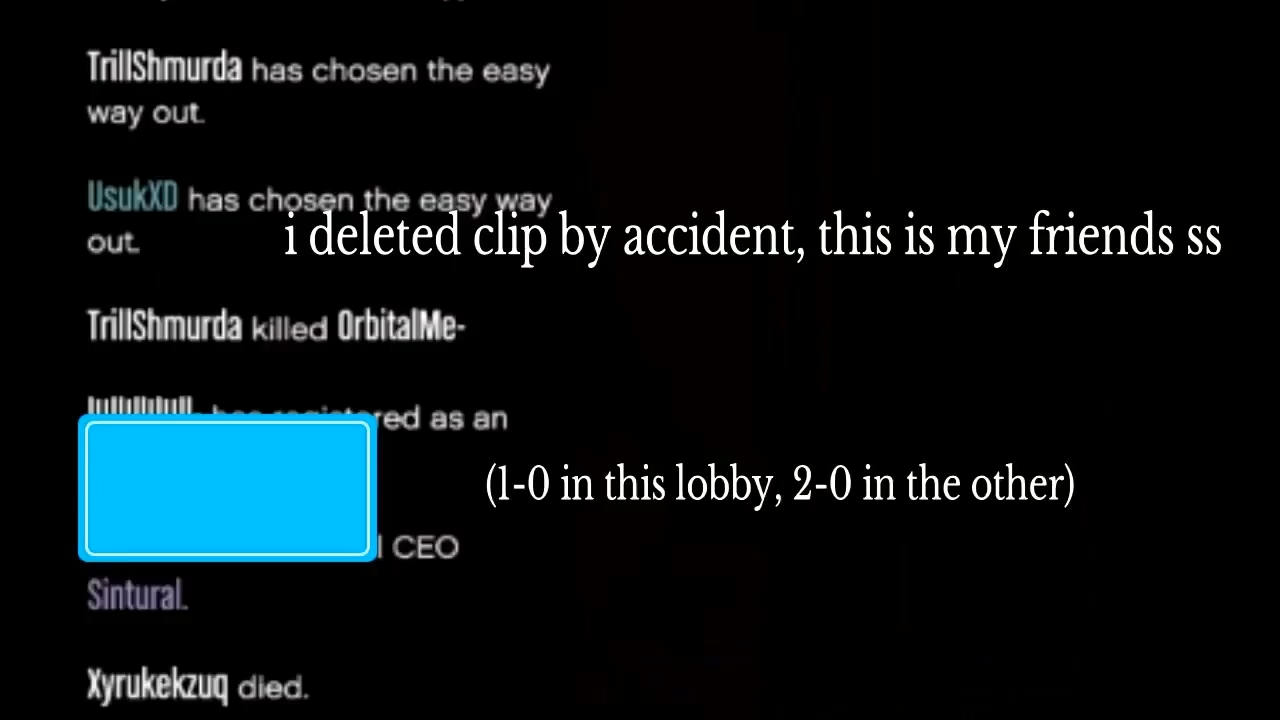 TrillShmurda has chosen the easy
way out.
UsukXD has chosen the easy way
out.
i deleted clip by accident, this is my friends ss
TrillShmurda killed OrbitalMe-
has registered as an
(1-0 in this lobby, 2-0 in the other)
CEO
Sintural.
Xyrukekzuq died.